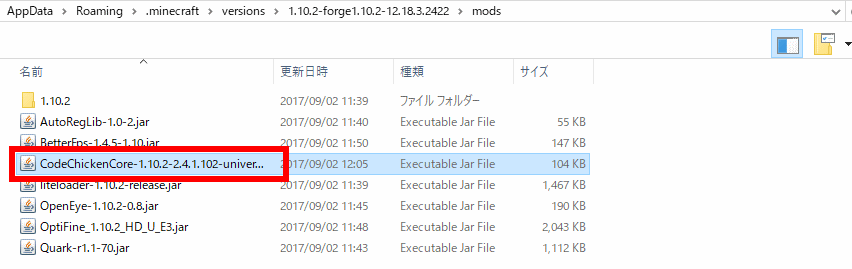 AppData › Roaming › .minecraft › versions › 1.10.2-forge1.10.2-12.18.3.2422 › mods
名前 更新日時 種類 サイズ
1.10.2 2017/09/02 11:39 ファイル フォルダー
AutoRegLib-1.0-2.jar 2017/09/02 11:40 Executable Jar File 55 KB
BetterFps-1.4.5-1.10.jar 2017/09/02 11:50 Executable Jar File 147 KB
CodeChickenCore-1.10.2-2.4.1.102-univer... 2017/09/02 12:05 Executable Jar File 104 KB
liteloader-1.10.2-release.jar 2017/09/02 11:39 Executable Jar File 1,467 KB
OpenEye-1.10.2-0.8.jar 2017/09/02 11:45 Executable Jar File 190 KB
OptiFine_1.10.2_HD_U_E3.jar 2017/09/02 11:48 Executable Jar File 2,043 KB
Quark-r1.1-70.jar 2017/09/02 11:43 Executable Jar File 1,112 KB